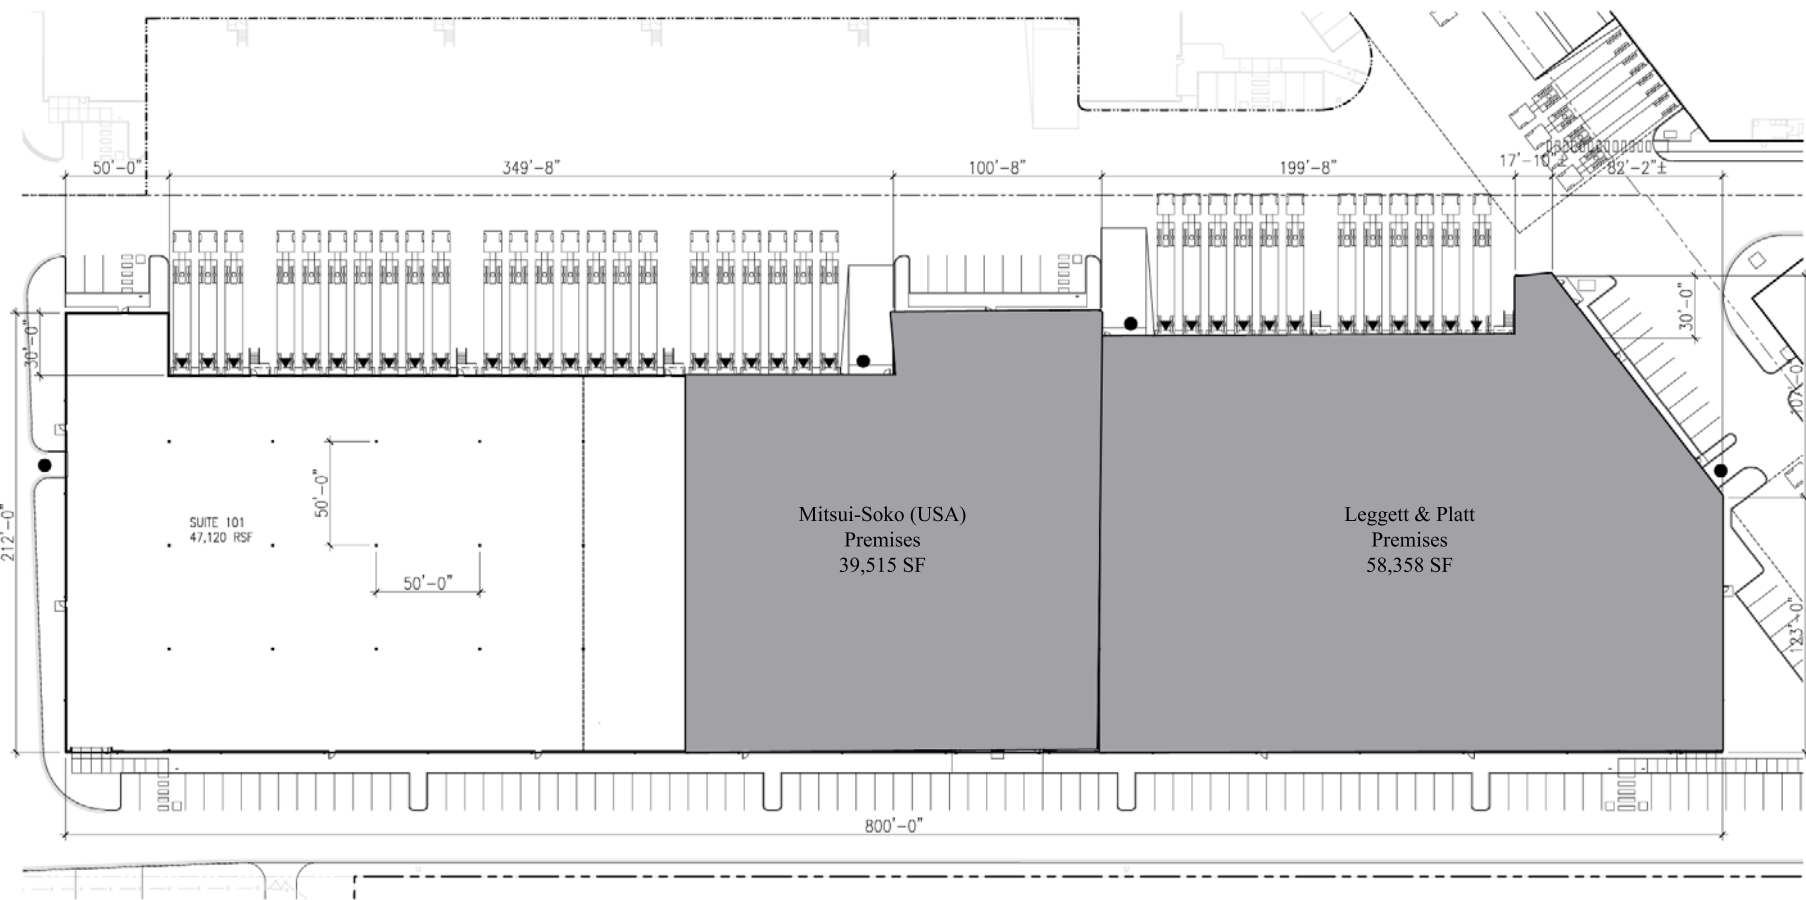 50'-0"
349'-8"
100'-8"
199'-8"
17'-10"±
82'-2"±
30'-0"
30'-0"
107'-0"
50'-0"
212'-0"
SUITE 101
47,120 RSF
Mitsui-Soko (USA)
Premises
39,515 SF
Leggett & Platt
Premises
58,358 SF
50'-0"
123'-0"
800'-0"